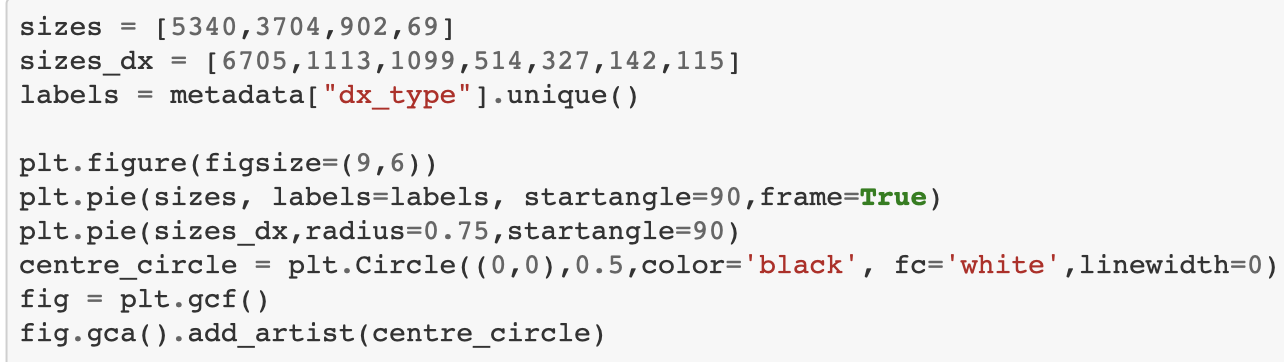 sizes = [5340,3704,902,69]
sizes_dx = [6705,1113,1099,514,327,142,115]
labels = metadata["dx_type"].unique()
plt.figure(figsize=(9,6))
plt.pie(sizes, labels=labels, startangle=90,frame=True)
plt.pie(sizes_dx,radius=0.75,startangle=90)
centre_circle = plt.Circle((0,0),0.5,color='black', fc='white',linewidth=0)
fig = plt.gcf()
fig.gca().add_artist(centre_circle)